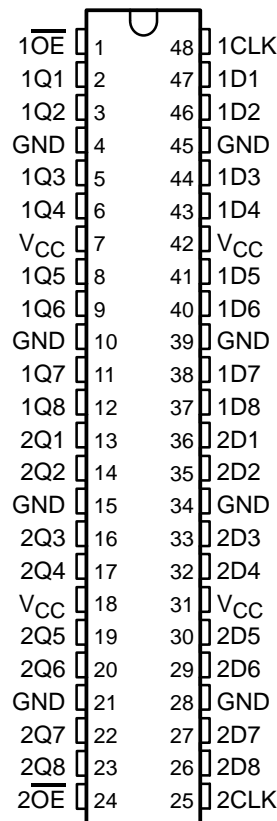 1OE 1 48 1CLK
1Q1 2 47 1D1
1Q2 3 46 1D2
GND 4 45 GND
1Q3 5 44 1D3
1Q4 6 43 1D4
VCC 7 42 VCC
1Q5 8 41 1D5
1Q6 9 40 1D6
GND 10 39 GND
1Q7 11 38 1D7
1Q8 12 37 1D8
2Q1 13 36 2D1
2Q2 14 35 2D2
GND 15 34 GND
2Q3 16 33 2D3
2Q4 17 32 2D4
VCC 18 31 VCC
2Q5 19 30 2D5
2Q6 20 29 2D6
GND 21 28 GND
2Q7 22 27 2D7
2Q8 23 26 2D8
2OE 24 25 2CLK